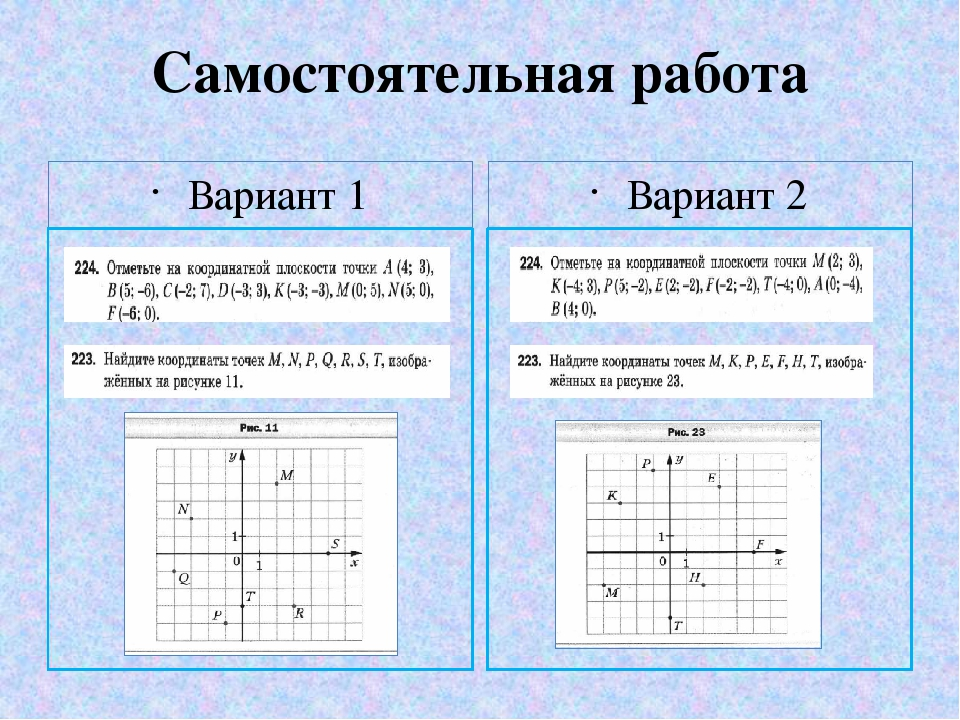 Самостоятельная работа
· Вариант 1
224. Отметьте на координатной плоскости точки A (4; 3),
B (5; –6), C (–2; 7), D (–3; 3), K (–3; –3), M (0; 5), N (5; 0),
F (–6; 0).
223. Найдите координаты точек M, N, P, Q, R, S, T, изобра-
жённых на рисунке 11.
Рис. 11
y
M
N
1
S
0
1
x
Q
T
P
R
· Вариант 2
224. Отметьте на координатной плоскости точки M (2; 3),
K (–4; 3), P (5; –2), E (2; –2), F (–2; –2), T (–4; 0), A (0; –4),
B (4; 0).
223. Найдите координаты точек M, K, P, E, F, H, T, изобра-
жённых на рисунке 23.
Рис. 23
P
y
E
K
1
F
0
1
x
H
M
T